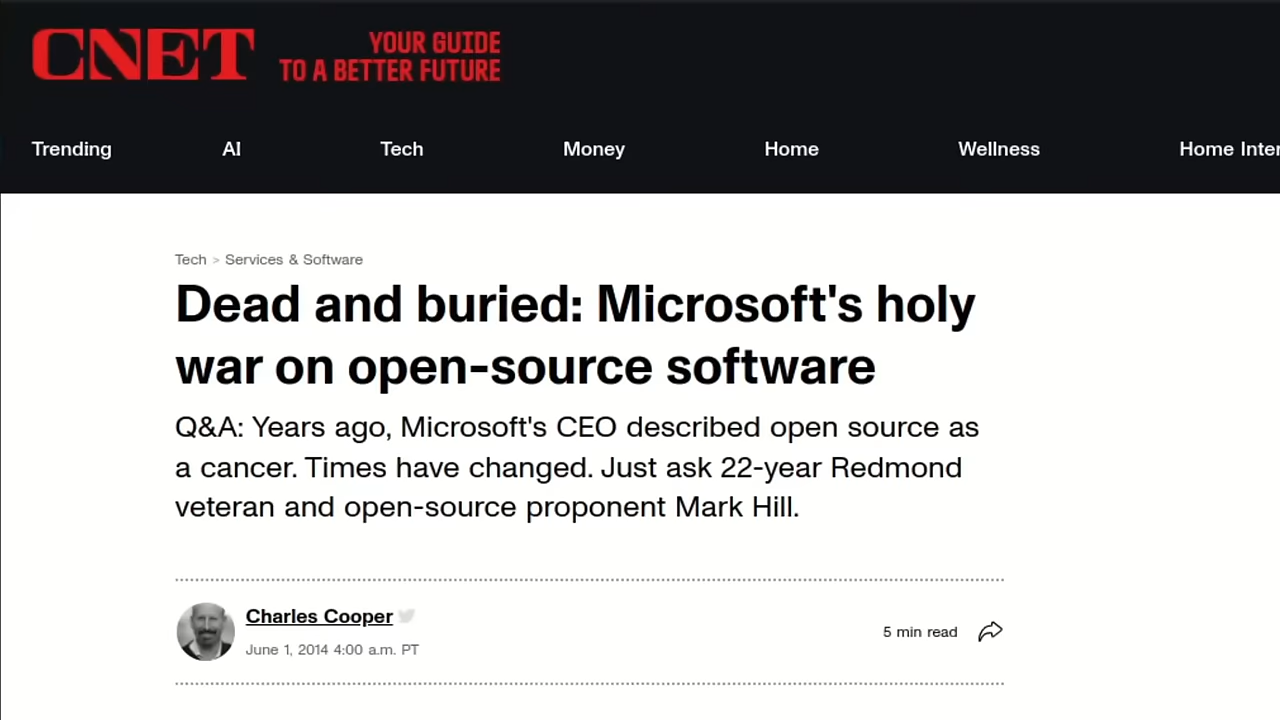 CNET
YOUR GUIDE
TO A BETTER FUTURE
Trending AI Tech Money Home Wellness Home Inter
Tech > Services & Software
Dead and buried: Microsoft's holy
war on open-source software
Q&A: Years ago, Microsoft's CEO described open source as
a cancer. Times have changed. Just ask 22-year Redmond
veteran and open-source proponent Mark Hill.
Charles Cooper
June 1, 2014 4:00 a.m. PT
5 min read